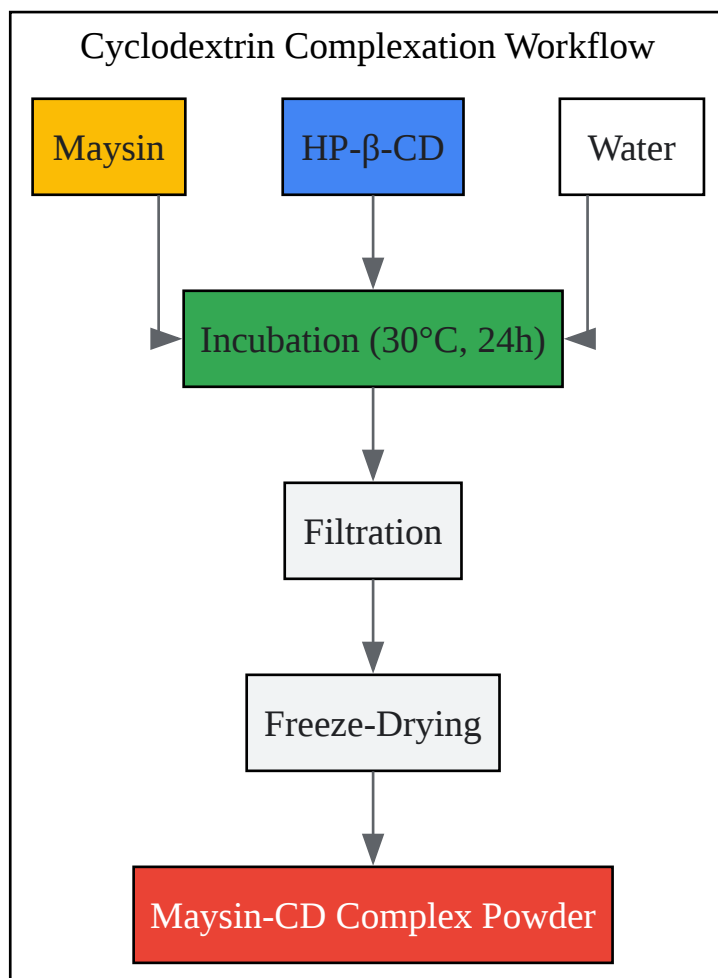 Cyclodextrin Complexation Workflow
Maysin
HP-β-CD
Water
Incubation (30°C, 24h)
Filtration
Freeze-Drying
Maysin-CD Complex Powder